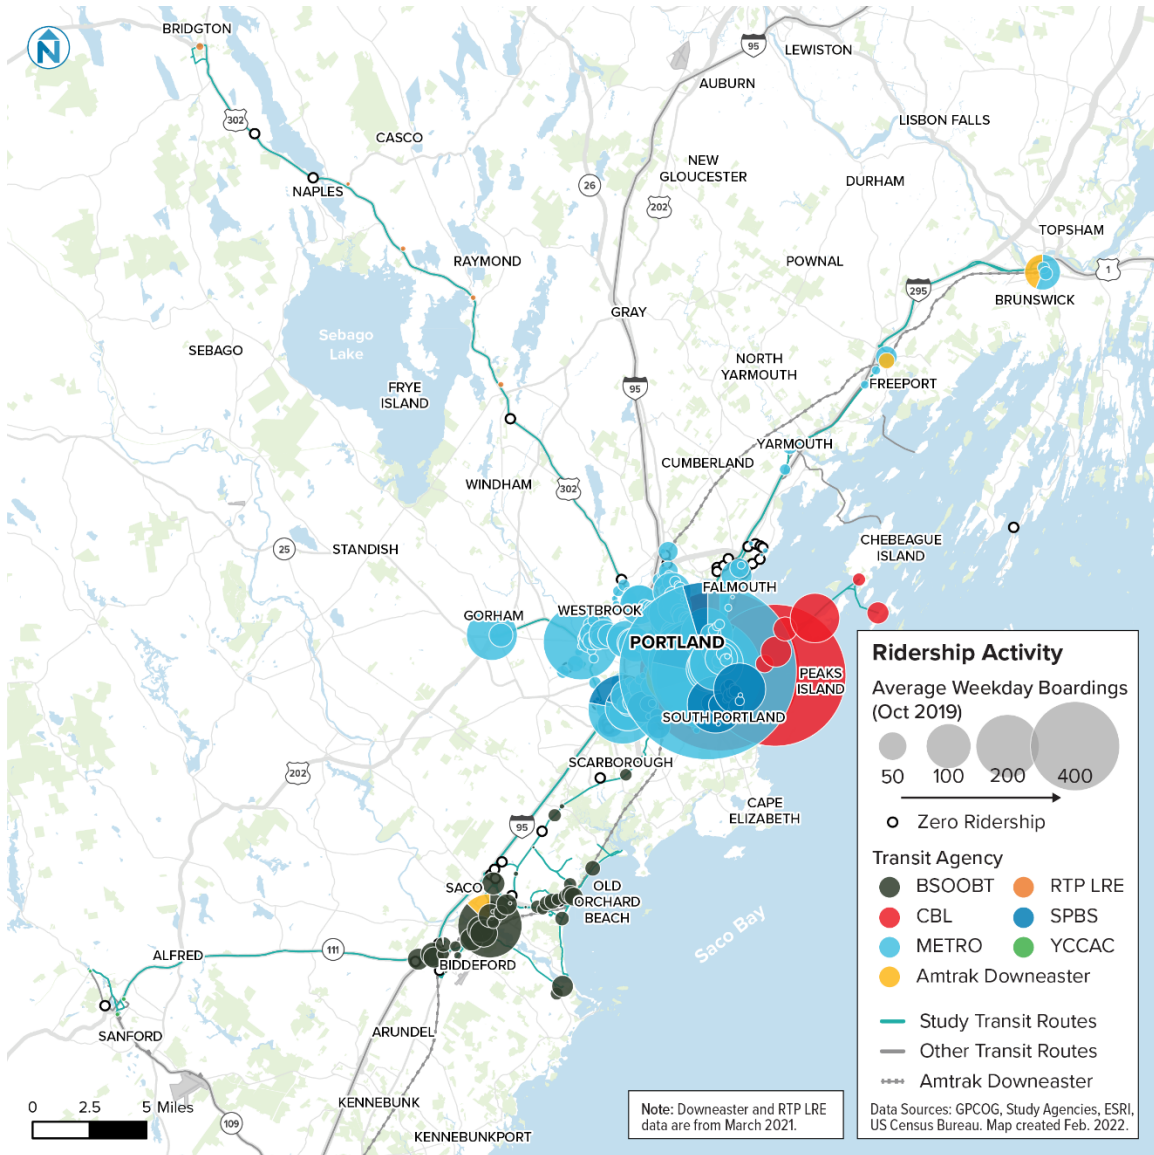 BRIDGTON
N
95
LEWISTON
AUBURN
302
LISBON FALLS
CASCO
NEW
GLOUCESTER
26
DURHAM
NAPLES
202
TOPSHAM
RAYMOND
POWNAL
1
295
BRUNSWICK
GRAY
Sebago
Lake
SEBAGO
NORTH
YARMOUTH
95
FREEPORT
FRYE
ISLAND
YARMOUTH
CUMBERLAND
WINDHAM
302
25
STANDISH
CHEBEAGUE
ISLAND
FALMOUTH
GORHAM
WESTBROOK
PORTLAND
PEAKS
ISLAND
SOUTH PORTLAND
SCARBOROUGH
202
CAPE
ELIZABETH
95
SACO
OLD
ORCHARD
BEACH
Saco Bay
ALFRED
111
BIDDEFORD
SANFORD
ARUNDEL
KENNEBUNK
109
KENNEBUNKPORT
0 2.5 5 Miles
Note: Downeaster and RTP LRE
data are from March 2021.
Ridership Activity
Average Weekday Boardings
(Oct 2019)
50 100 200 400
Zero Ridership
Transit Agency
BSOOBT RTP LRE
CBL SPBS
METRO YCCAC
Amtrak Downeaster
Study Transit Routes
Other Transit Routes
Amtrak Downeaster
Data Sources: GPCOG, Study Agencies, ESRI,
US Census Bureau. Map created Feb. 2022.